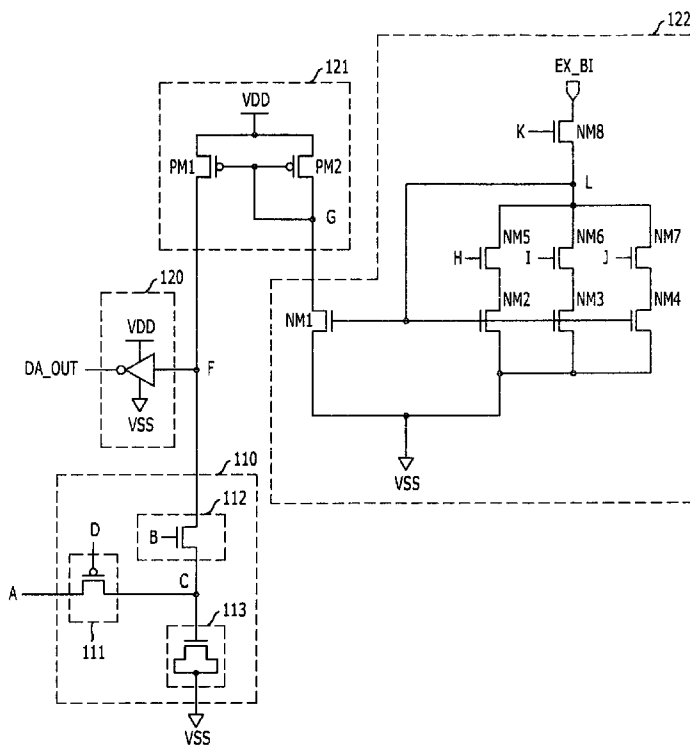 122
EX_BI
121
VDD
K
NM8
PM1
PM2
L
G
NM5
NM6
NM7
H
I
J
120
NM1
NM2
NM3
NM4
VDD
DA_OUT
F
VSS
VSS
110
112
D
B
A
C
113
111
VSS